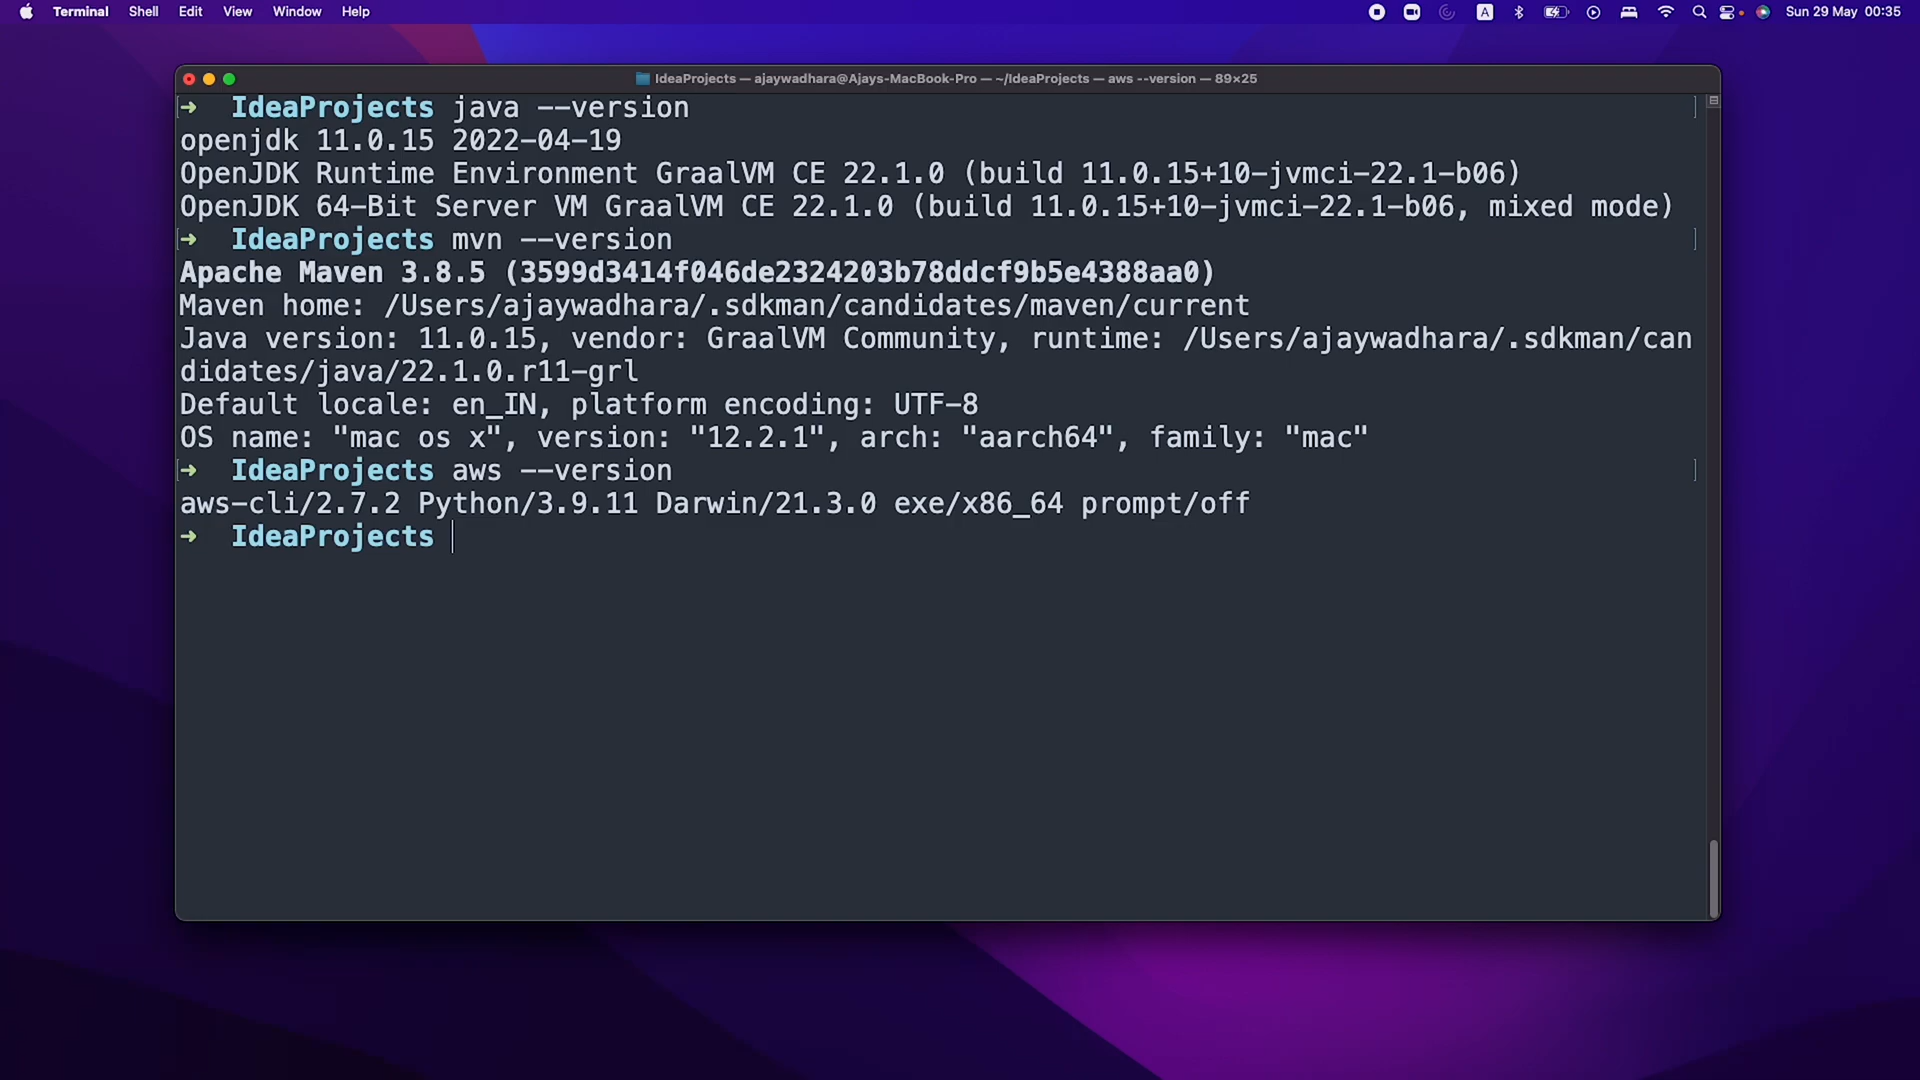 Terminal Shell Edit View Window Help A Sun 29 May 00:35
IdeaProjects — ajaywadhara@Ajays-MacBook-Pro — ~/IdeaProjects — aws --version — 89×25
➜ IdeaProjects java --version
openjdk 11.0.15 2022-04-19
OpenJDK Runtime Environment GraalVM CE 22.1.0 (build 11.0.15+10-jvmci-22.1-b06)
OpenJDK 64-Bit Server VM GraalVM CE 22.1.0 (build 11.0.15+10-jvmci-22.1-b06, mixed mode)
➜ IdeaProjects mvn --version
Apache Maven 3.8.5 (3599d3414f046de2324203b78ddcf9b5e4388aa0)
Maven home: /Users/ajaywadhara/.sdkman/candidates/maven/current
Java version: 11.0.15, vendor: GraalVM Community, runtime: /Users/ajaywadhara/.sdkman/can
didates/java/22.1.0.r11-grl
Default locale: en_IN, platform encoding: UTF-8
OS name: "mac os x", version: "12.2.1", arch: "aarch64", family: "mac"
➜ IdeaProjects aws --version
aws-cli/2.7.2 Python/3.9.11 Darwin/21.3.0 exe/x86_64 prompt/off
➜ IdeaProjects